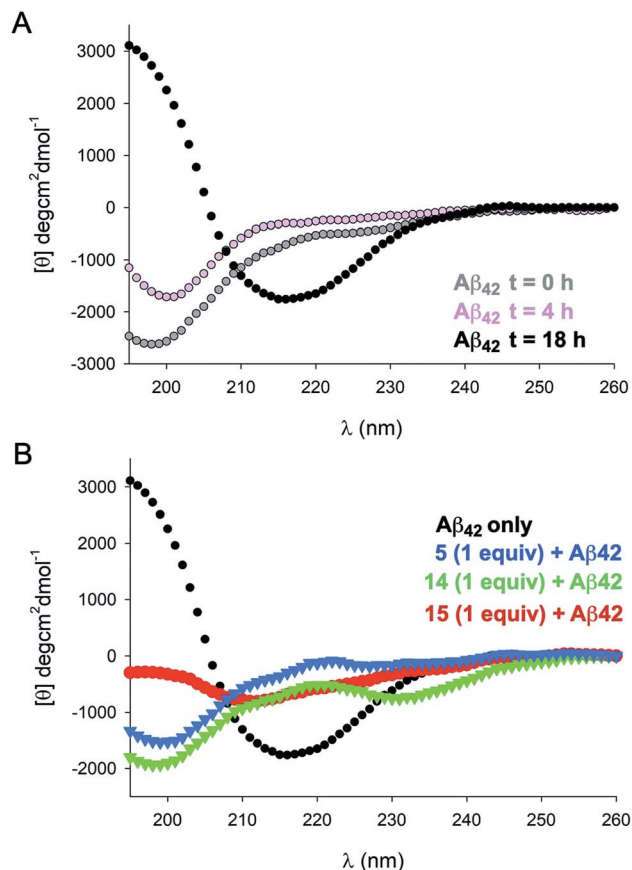 A
3000
2000
1000
0
-1000
-2000
-3000
[θ] degcm²dmol⁻¹
Aβ₄₂ t = 0 h
Aβ₄₂ t = 4 h
Aβ₄₂ t = 18 h
200 210 220 230 240 250 260
λ (nm)
B
3000
2000
1000
0
-1000
-2000
[θ] degcm²dmol⁻¹
Aβ₄₂ only
5 (1 equiv) + Aβ42
14 (1 equiv) + Aβ42
15 (1 equiv) + Aβ42
200 210 220 230 240 250 260
λ (nm)